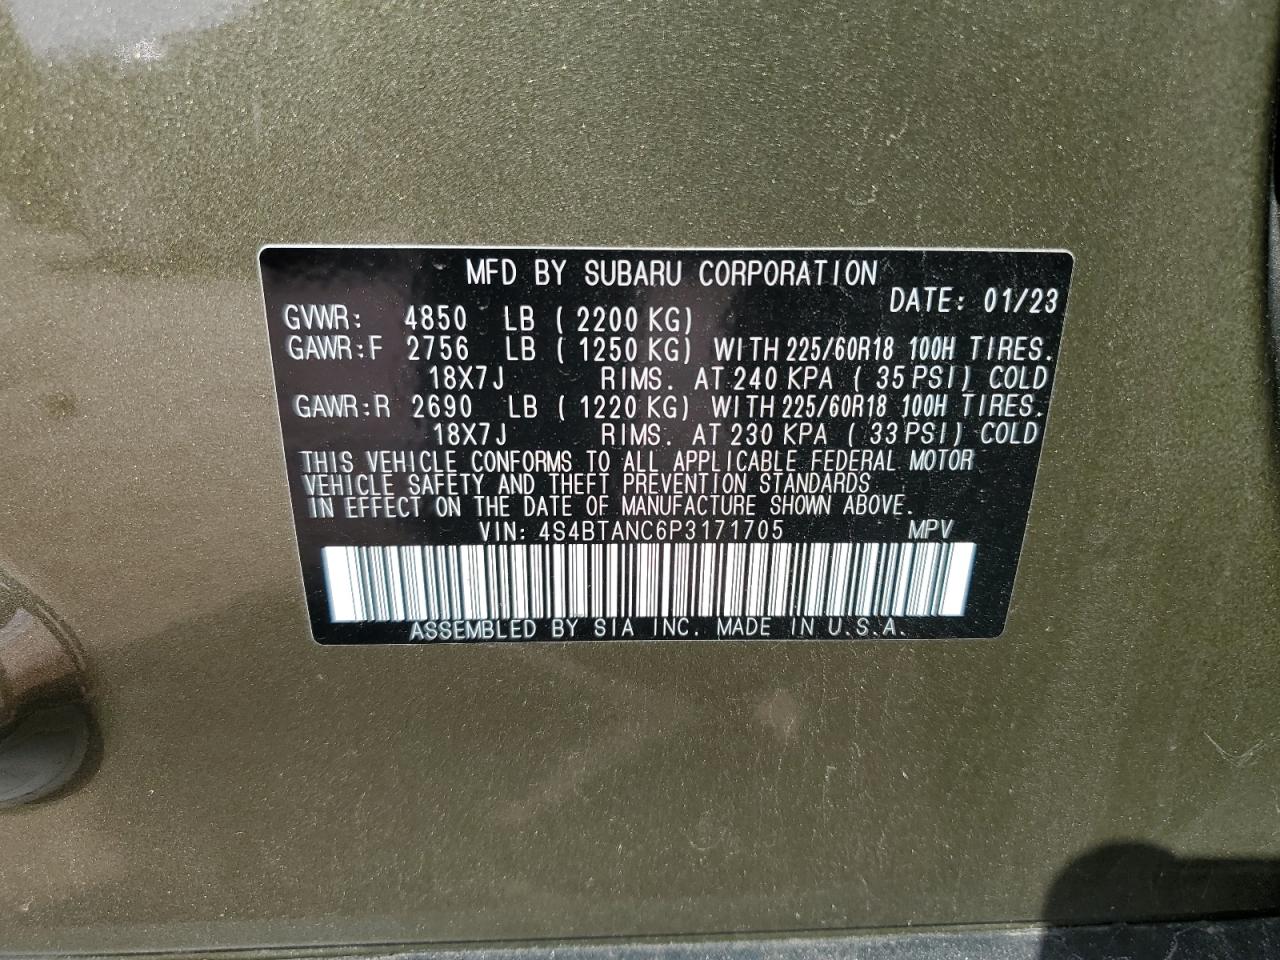 MFD BY SUBARU CORPORATION
DATE: 01/23
GVWR: 4850 LB ( 2200 KG)
GAWR:F 2756 LB ( 1250 KG) WITH 225/60R18 100H TIRES.
18X7J RIMS. AT 240 KPA ( 35 PSI) COLD
GAWR:R 2690 LB ( 1220 KG) WITH 225/60R18 100H TIRES.
18X7J RIMS. AT 230 KPA ( 33 PSI) COLD
THIS VEHICLE CONFORMS TO ALL APPLICABLE FEDERAL MOTOR
VEHICLE SAFETY AND THEFT PREVENTION STANDARDS
IN EFFECT ON THE DATE OF MANUFACTURE SHOWN ABOVE.
VIN: 4S4BTANC6P3171705 MPV
ASSEMBLED BY SIA INC. MADE IN U.S.A.